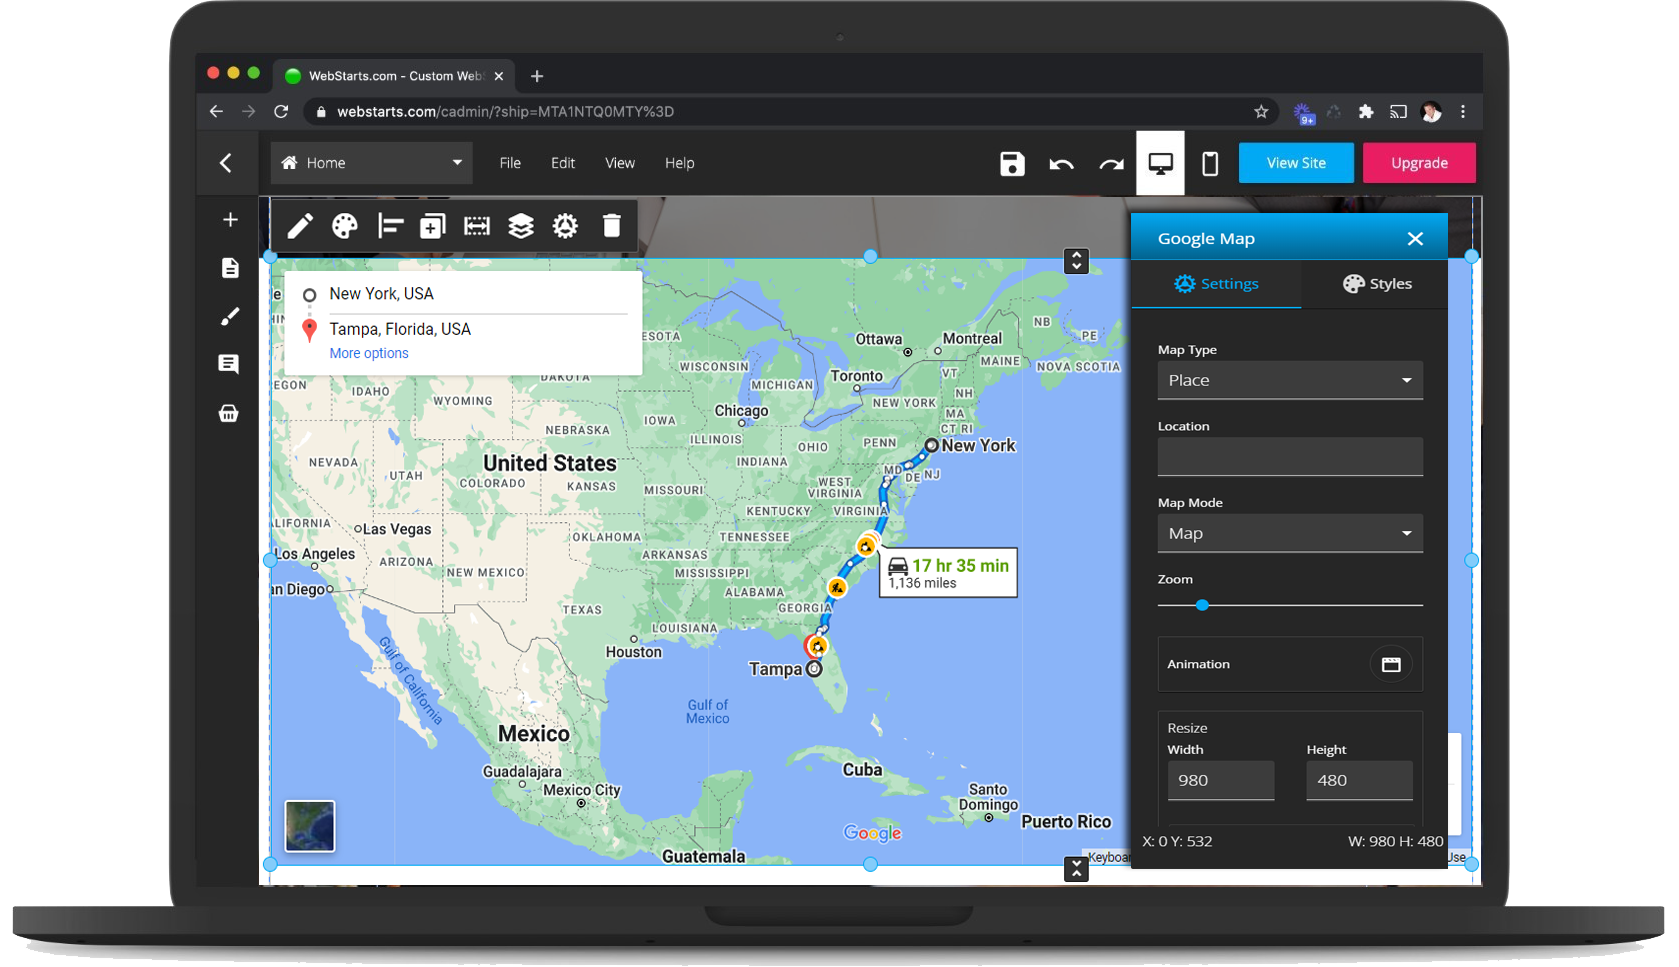 WebStarts.com - Custom Web
webstarts.com/cadmin/?ship=MTA1NTQ0MTY%3D
9+
Home
File
Edit
View
Help
View Site
Upgrade
Google Map
Settings
Styles
New York, USA
Tampa, Florida, USA
More options
NB
PE
Ottawa
Montreal
MAINE
NOVA SCOTIA
ESOTA
WISCONSIN
MICHIGAN
Toronto
VT
NH
EGON
IDAHO
DAKOTA
WYOMING
NEW YORK
MA
Chicago
IOWA
CT RI
NEBRASKA
ILLINOIS
OHIO
PENN
New York
NEVADA
United States
INDIANA
MD
DE
NJ
UTAH
COLORADO
KANSAS
MISSOURI
WEST
VIRGINIA
KENTUCKY
VIRGINIA
ALIFORNIA
Las Vegas
OKLAHOMA
TENNESSEE
Los Angeles
ARIZONA
NEW MEXICO
ARKANSAS
MISSISSIPPI
17 hr 35 min
1,136 miles
n Diego
ALABAMA
TEXAS
GEORGIA
LOUISIANA
Houston
Tampa
Gulf of California
Gulf of
Mexico
Mexico
Guadalajara
Mexico City
Cuba
Santo
Domingo
Puerto Rico
Google
Guatemala
Keyboar
Use
Map Type
Place
Location
Map Mode
Map
Zoom
Animation
Resize
Width
Height
980
480
X: 0 Y: 532
W: 980 H: 480